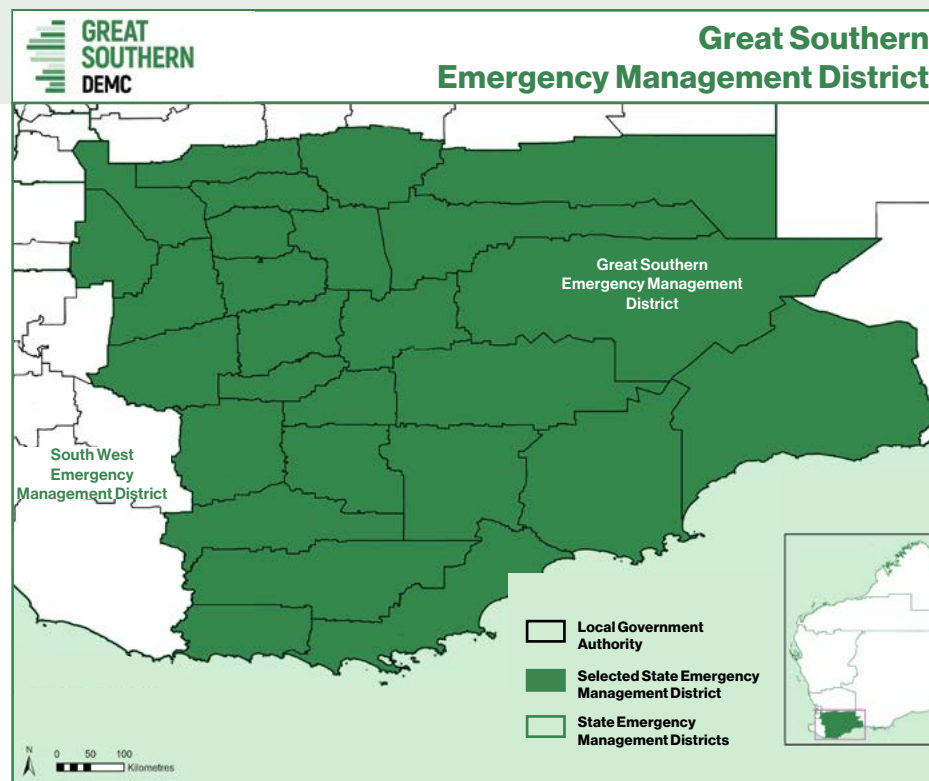 GREAT
SOUTHERN
DEMC
Great Southern
Emergency Management District
Great Southern
Emergency Management
District
South West
Emergency
Management District
Local Government
Authority
Selected State Emergency
Management District
State Emergency
Management Districts
N
0 50 100
Kilometres